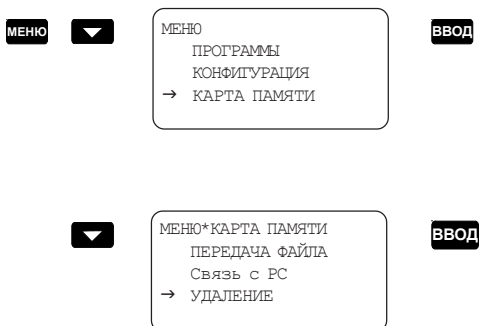 МЕНЮ
МЕНЮ
ПРОГРАММЫ
КОНФИГУРАЦИЯ
→ КАРТА ПАМЯТИ
ВВОД
МЕНЮ*КАРТА ПАМЯТИ
ПЕРЕДАЧА ФАЙЛА
Связь с PC
→ УДАЛЕНИЕ
ВВОД